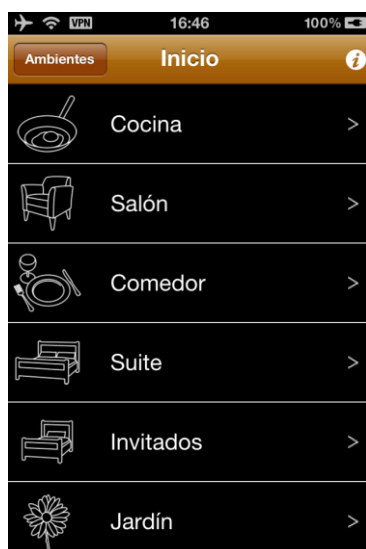 VPN 16:46 100%
Ambientes Inicio i
Cocina >
Salón >
Comedor >
Suite >
Invitados >
Jardín >